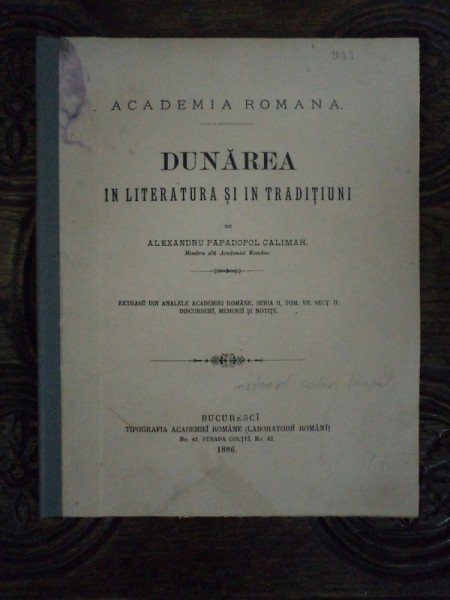 ACADEMIA ROMANA.
DUNĂREA
IN LITERATURA ȘI IN TRADIȚIUNI
DE
ALEXANDRU PAPADOPOL CALIMAH,
Membru alŭ Academiei Române.
EXTRASŬ DIN ANALELE ACADEMIEĬ ROMÂNE, SERIA II, TOM. VII, SECȚ. II:
DISCURSURĬ, MEMORIĬ ȘI NOTIȚE.
BUCURESCĬ
TIPOGRAFIA ACADEMIEĬ ROMÂNE (LABORATORIĬ ROMÂNĬ)
No. 42, STRADA COLȚEĬ, No. 42.
1886.